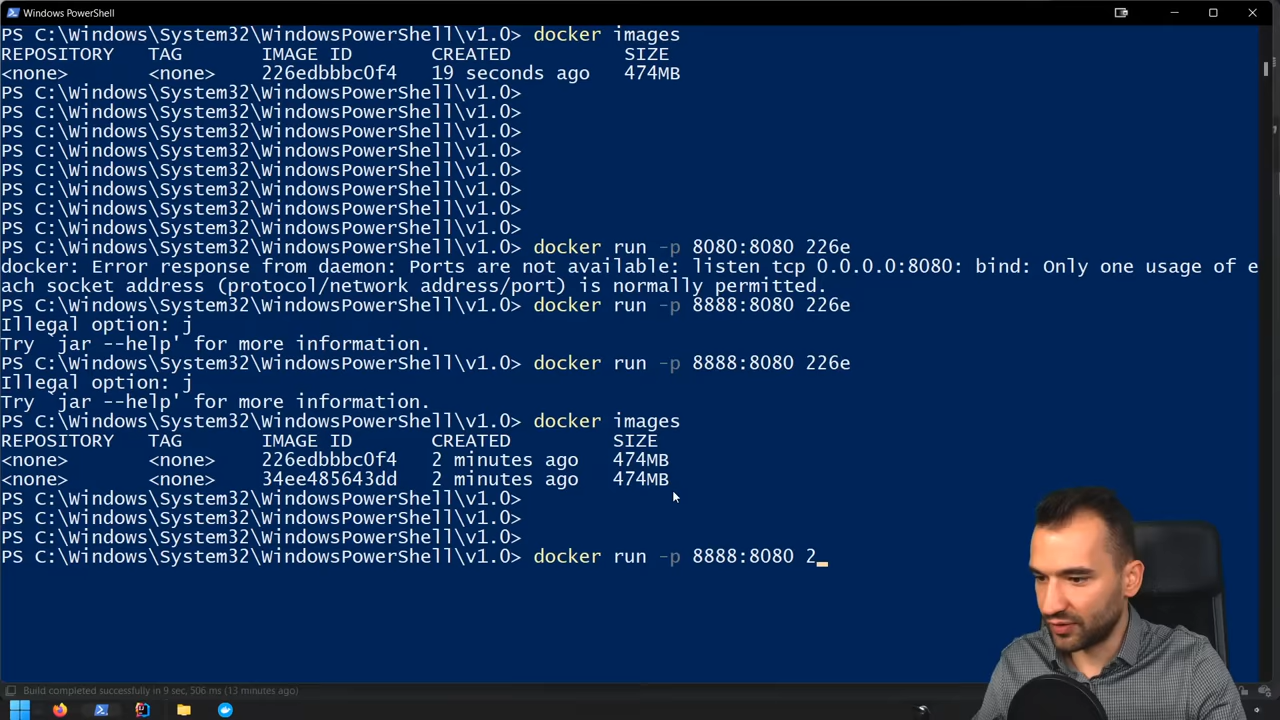 Windows PowerShell
PS C:\Windows\System32\WindowsPowerShell\v1.0> docker images
REPOSITORY   TAG       IMAGE ID       CREATED          SIZE
<none>       <none>    226edbbbc0f4   19 seconds ago   474MB
PS C:\Windows\System32\WindowsPowerShell\v1.0>
PS C:\Windows\System32\WindowsPowerShell\v1.0>
PS C:\Windows\System32\WindowsPowerShell\v1.0>
PS C:\Windows\System32\WindowsPowerShell\v1.0>
PS C:\Windows\System32\WindowsPowerShell\v1.0>
PS C:\Windows\System32\WindowsPowerShell\v1.0>
PS C:\Windows\System32\WindowsPowerShell\v1.0>
PS C:\Windows\System32\WindowsPowerShell\v1.0>
PS C:\Windows\System32\WindowsPowerShell\v1.0> docker run -p 8080:8080 226e
docker: Error response from daemon: Ports are not available: listen tcp 0.0.0.0:8080: bind: Only one usage of e
ach socket address (protocol/network address/port) is normally permitted.
PS C:\Windows\System32\WindowsPowerShell\v1.0> docker run -p 8888:8080 226e
Illegal option: j
Try `jar --help' for more information.
PS C:\Windows\System32\WindowsPowerShell\v1.0> docker run -p 8888:8080 226e
Illegal option: j
Try `jar --help' for more information.
PS C:\Windows\System32\WindowsPowerShell\v1.0> docker images
REPOSITORY   TAG       IMAGE ID       CREATED         SIZE
<none>       <none>    226edbbbc0f4   2 minutes ago   474MB
<none>       <none>    34ee485643dd   2 minutes ago   474MB
PS C:\Windows\System32\WindowsPowerShell\v1.0>
PS C:\Windows\System32\WindowsPowerShell\v1.0>
PS C:\Windows\System32\WindowsPowerShell\v1.0>
PS C:\Windows\System32\WindowsPowerShell\v1.0> docker run -p 8888:8080 2
Build completed successfully in 9 sec, 506 ms (13 minutes ago)